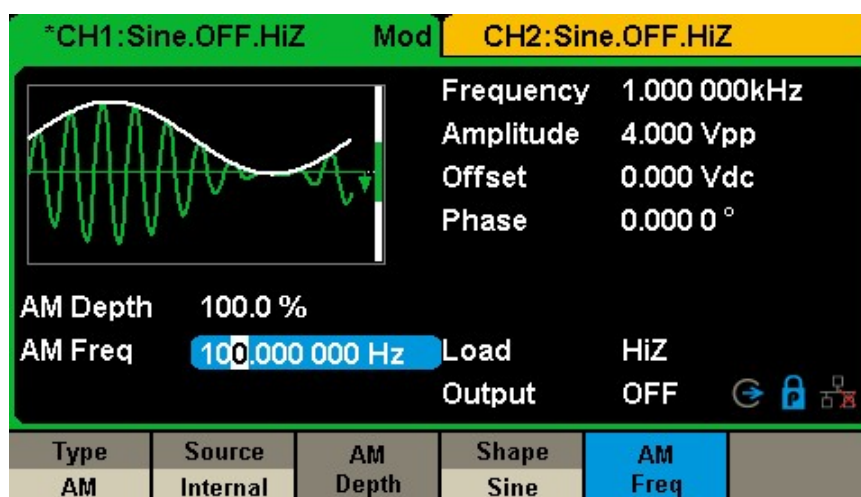 *CH1:Sine.OFF.HiZ Mod CH2:Sine.OFF.HiZ
Frequency 1.000 000kHz
Amplitude 4.000 Vpp
Offset 0.000 Vdc
Phase 0.000 0 °
AM Depth 100.0 %
AM Freq 100.000 000 Hz Load HiZ
Output OFF P
Type Source AM Depth Shape AM Freq
AM Internal Sine